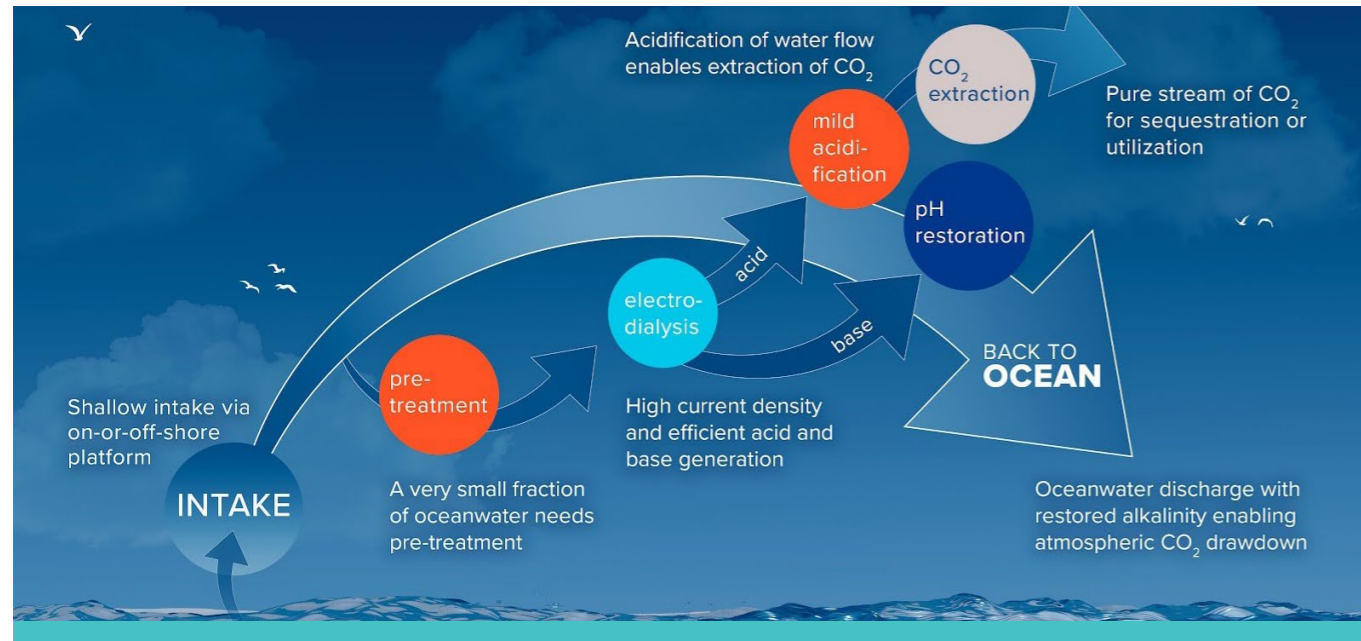 Acidification of water flow
enables extraction of CO₂
CO₂
extraction
Pure stream of CO₂
for sequestration or
utilization
mild
acidi-
fication
pH
restoration
acid
electro-
dialysis
base
BACK TO
OCEAN
pre-
treatment
High current density
and efficient acid and
base generation
Shallow intake via
on-or-off-shore
platform
INTAKE
A very small fraction
of oceanwater needs
pre-treatment
Oceanwater discharge with
restored alkalinity enabling
atmospheric CO₂ drawdown